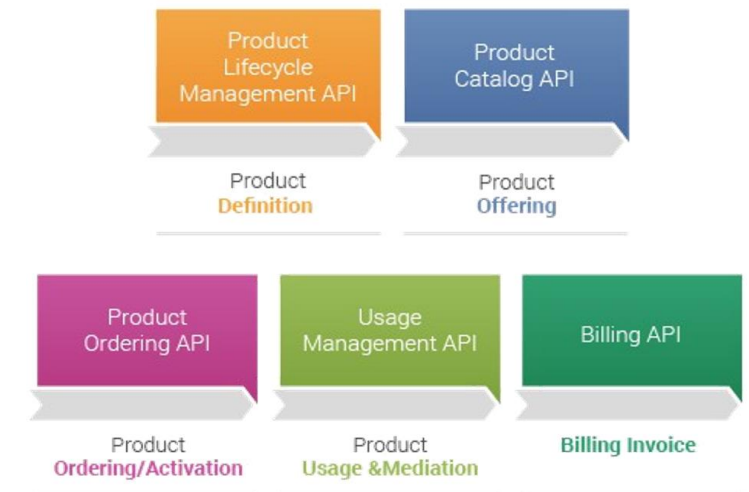 Product
Lifecycle
Management API
Product
Catalog API
Product
Definition
Product
Offering
Product
Ordering API
Usage
Management API
Billing API
Product
Ordering/Activation
Product
Usage &Mediation
Billing Invoice